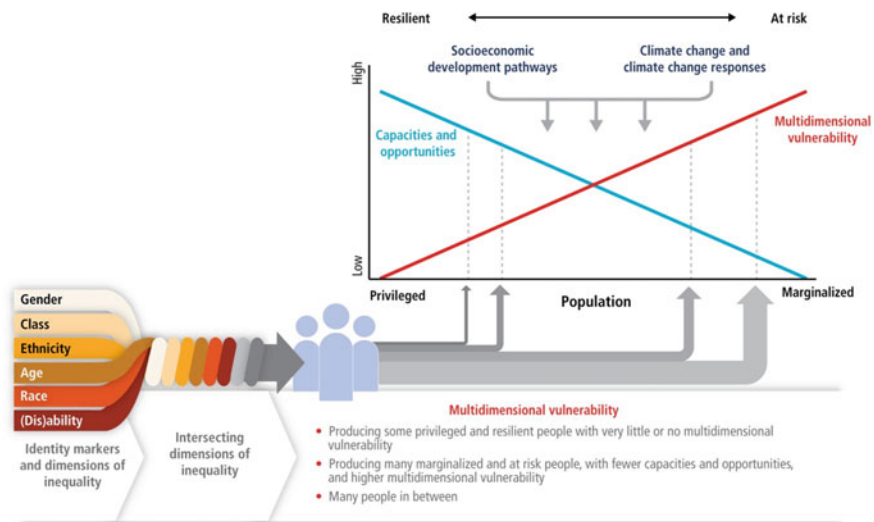 Resilient
At risk
Socioeconomic
development pathways
Climate change and
climate change responses
High
Capacities and
opportunities
Multidimensional
vulnerability
Low
Privileged
Population
Marginalized
Gender
Class
Ethnicity
Age
Race
(Dis)ability
Identity markers
and dimensions of
inequality
Intersecting
dimensions of
inequality
Multidimensional vulnerability
• Producing some privileged and resilient people with very little or no multidimensional
vulnerability
• Producing many marginalized and at risk people, with fewer capacities and opportunities,
and higher multidimensional vulnerability
• Many people in between